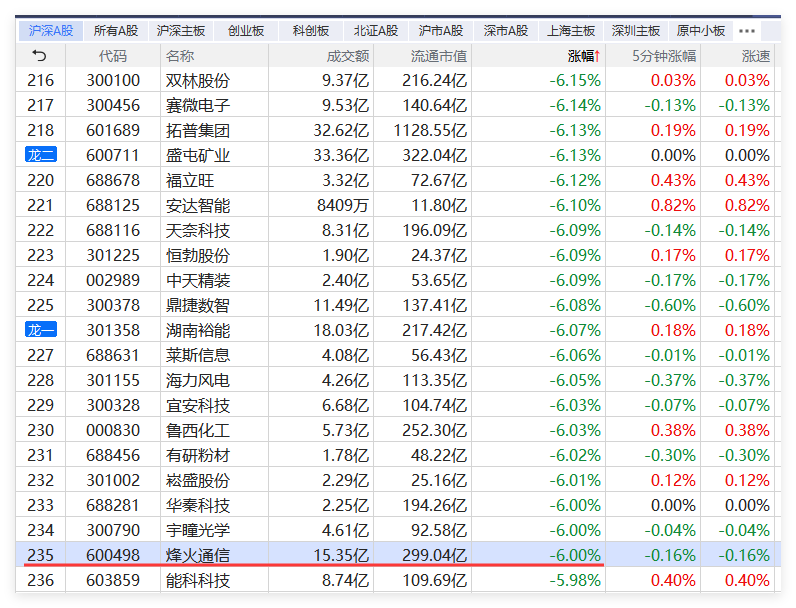 沪深A股 所有A股 沪深主板 创业板 科创板 北证A股 沪市A股 深市A股 上海主板 深圳主板 原中小板
代码 名称 成交额 流通市值 涨幅↑ 5分钟涨幅 涨速
216 300100 双林股份 9.37亿 216.24亿 -6.15% 0.03% 0.03%
217 300456 赛微电子 9.53亿 140.64亿 -6.14% -0.13% -0.13%
218 601689 拓普集团 32.62亿 1128.55亿 -6.13% 0.19% 0.19%
龙二 600711 盛屯矿业 33.36亿 322.04亿 -6.13% 0.00% 0.00%
220 688678 福立旺 3.32亿 72.67亿 -6.12% 0.43% 0.43%
221 688125 安达智能 8409万 11.80亿 -6.10% 0.82% 0.82%
222 688116 天奈科技 8.31亿 196.09亿 -6.09% -0.14% -0.14%
223 301225 恒勃股份 1.90亿 24.37亿 -6.09% 0.17% 0.17%
224 002989 中天精装 2.40亿 53.65亿 -6.09% -0.17% -0.17%
225 300378 鼎捷数智 11.49亿 137.41亿 -6.08% -0.60% -0.60%
龙一 301358 湖南裕能 18.03亿 217.42亿 -6.07% 0.18% 0.18%
227 688631 莱斯信息 4.08亿 56.43亿 -6.06% -0.01% -0.01%
228 301155 海力风电 4.26亿 113.35亿 -6.05% -0.37% -0.37%
229 300328 宜安科技 6.68亿 104.74亿 -6.03% -0.07% -0.07%
230 000830 鲁西化工 5.73亿 252.30亿 -6.03% 0.38% 0.38%
231 688456 有研粉材 1.78亿 48.22亿 -6.02% -0.30% -0.30%
232 301002 崧盛股份 2.29亿 25.16亿 -6.01% 0.12% 0.12%
233 688281 华秦科技 2.25亿 194.26亿 -6.00% 0.00% 0.00%
234 300790 宇瞳光学 4.61亿 92.58亿 -6.00% -0.04% -0.04%
235 600498 烽火通信 15.35亿 299.04亿 -6.00% -0.16% -0.16%
236 603859 能科科技 8.74亿 109.69亿 -5.98% 0.40% 0.40%